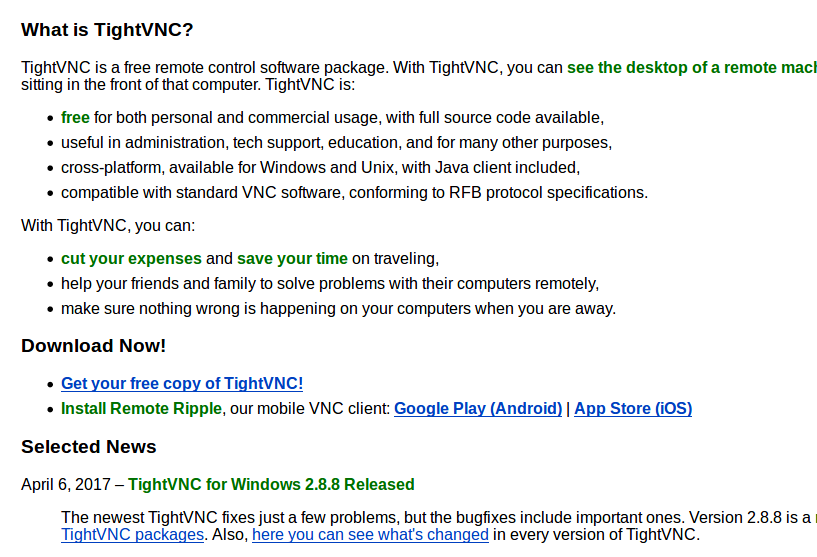 What is TightVNC?
TightVNC is a free remote control software package. With TightVNC, you can see the desktop of a remote
sitting in the front of that computer. TightVNC is:
• free for both personal and commercial usage, with full source code available,
• useful in administration, tech support, education, and for many other purposes,
• cross-platform, available for Windows and Unix, with Java client included,
• compatible with standard VNC software, conforming to RFB protocol specifications.
With TightVNC, you can:
• cut your expenses and save your time on traveling,
• help your friends and family to solve problems with their computers remotely,
• make sure nothing wrong is happening on your computers when you are away.
Download Now!
• Get your free copy of TightVNC!
• Install Remote Ripple, our mobile VNC client: Google Play (Android) | App Store (iOS)
Selected News
April 6, 2017 – TightVNC for Windows 2.8.8 Released
The newest TightVNC fixes just a few problems, but the bugfixes include important ones. Version 2.8.8 is a
TightVNC packages. Also, here you can see what's changed in every version of TightVNC.